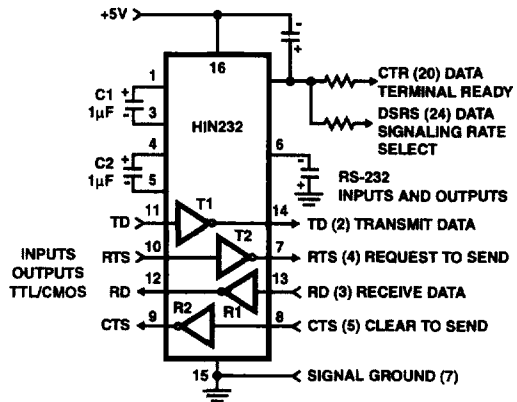 +5V
-
+
16
1
CTR (20) DATA
TERMINAL READY
C1
1μF
+
-
3
HIN232
DSRS (24) DATA
SIGNALING RATE
SELECT
4
C2
1μF
+
-
5
6
-
+
RS-232
INPUTS AND OUTPUTS
T1
TD 11
14 TD (2) TRANSMIT DATA
T2
RTS 10
7 RTS (4) REQUEST TO SEND
INPUTS
OUTPUTS
TTL/CMOS
RD 12
13 RD (3) RECEIVE DATA
R1
R2
CTS 9
8 CTS (5) CLEAR TO SEND
15
SIGNAL GROUND (7)